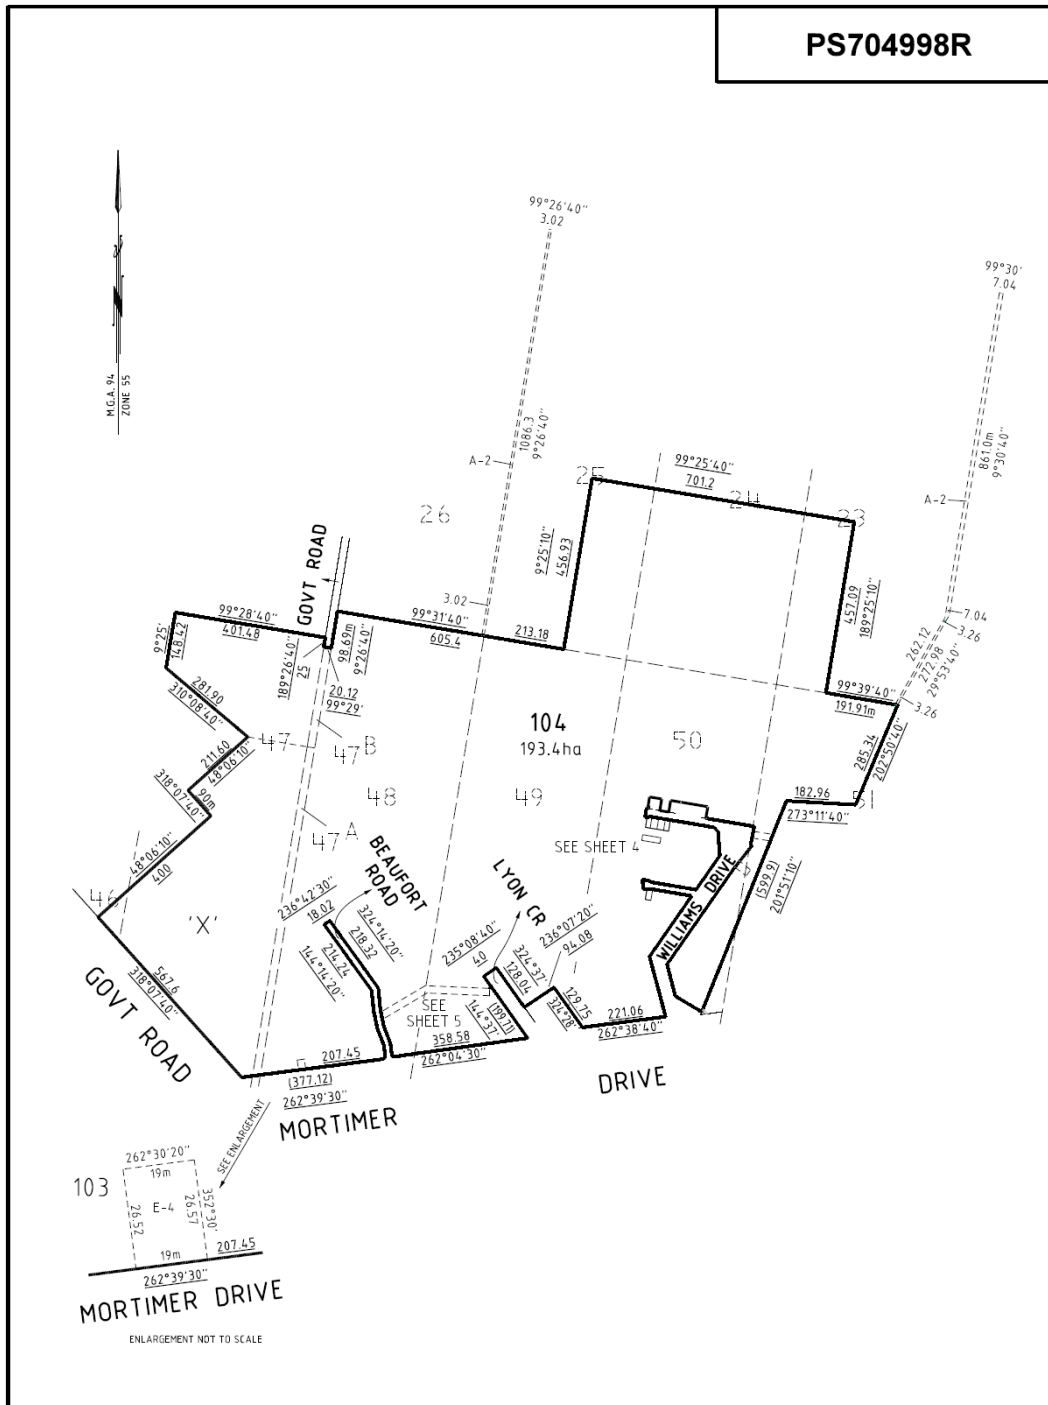 PS704998R
M.G.A. 94
ZONE 55
99°26'40"
3.02
99°30'
7.04
1086.3
9°26'40"
A-2
861.0m
9°30'40"
A-2
25
99°25'40"
701.2
24
23
26
GOVT ROAD
9°25'10"
456.93
457.09
189°25'10"
3.02
7.04
3.26
262.12
272.98
29°53'40"
3.26
99°28'40"
401.48
9°25'
148.42
189°26'40"
25
98.69m
9°26'40"
99°31'40"
605.4
213.18
20.12
99°29'
99°39'40"
191.91m
281.90
310°08'40"
104
193.4ha
47
47B
50
211.60
48°06'10"
285.34
202°50'40"
90m
318°07'40"
48
49
182.96
273°11'40"
51
47A
SEE SHEET 4
48°06'10"
400
BEAUFORT
ROAD
LYON CR
WILLIAMS DRIVE
(599.9)
201°51'10"
46
'X'
236°42'30"
18.02
324°14'20"
218.32
214.24
144°14'20"
235°08'40"
40
324°37'
128.04
236°07'20"
94.08
129.75
324°28'
GOVT ROAD
567.6
318°07'40"
SEE
SHEET 5
(199.71)
144°37'
221.06
262°38'40"
358.58
262°04'30"
207.45
(377.12)
262°39'30"
MORTIMER
DRIVE
SEE ENLARGEMENT
103
262°30'20"
19m
E-4
26.52
26.57
352°30'
19m
207.45
262°39'30"
MORTIMER DRIVE
ENLARGEMENT NOT TO SCALE